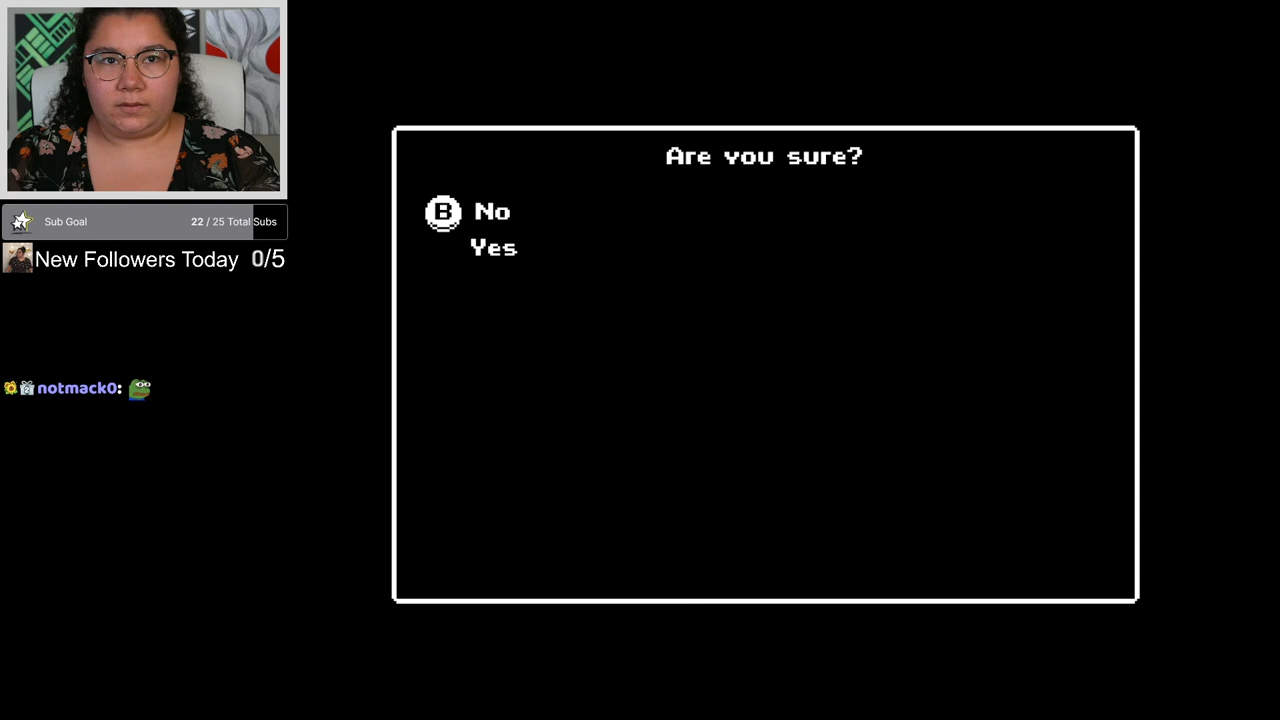 Sub Goal 22 / 25 Total Subs
New Followers Today 0/5
notmack0:
Are you sure?
B No
Yes